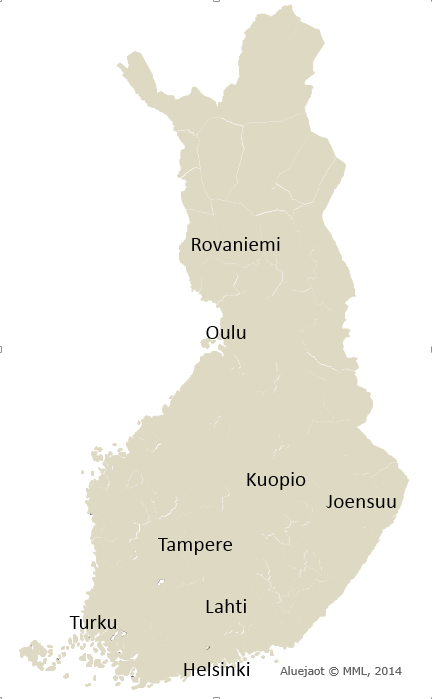 Rovaniemi
Oulu
Kuopio
Joensuu
Tampere
Lahti
Turku
Helsinki
Aluejaot © MML, 2014